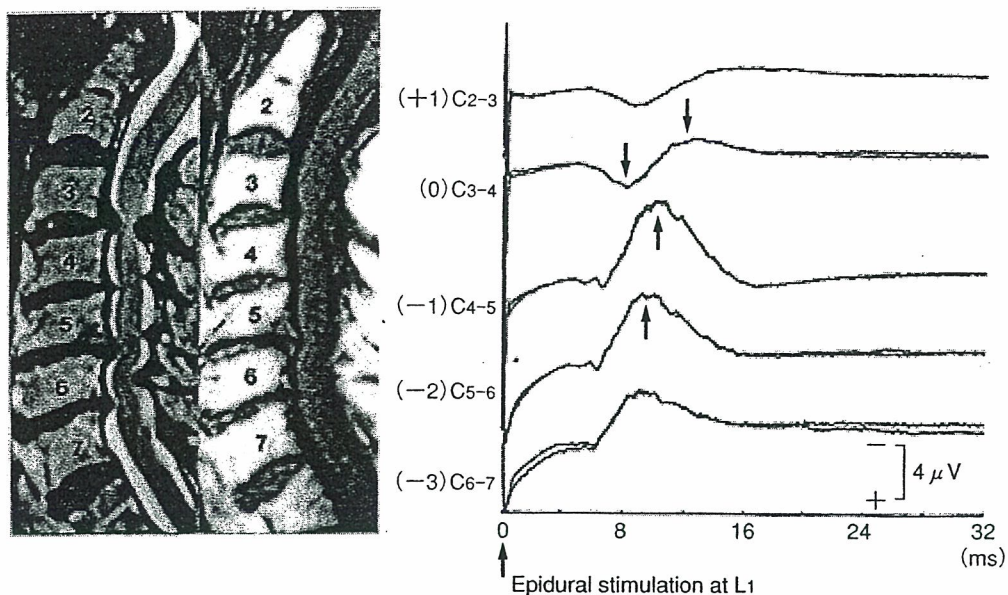 2
3
4
5
6
7
2
3
4
5
6
7
(+1)C2-3
(0)C3-4
(-1)C4-5
(-2)C5-6
(-3)C6-7
−
4 μV
+
0 8 16 24 32
(ms)
Epidural stimulation at L1